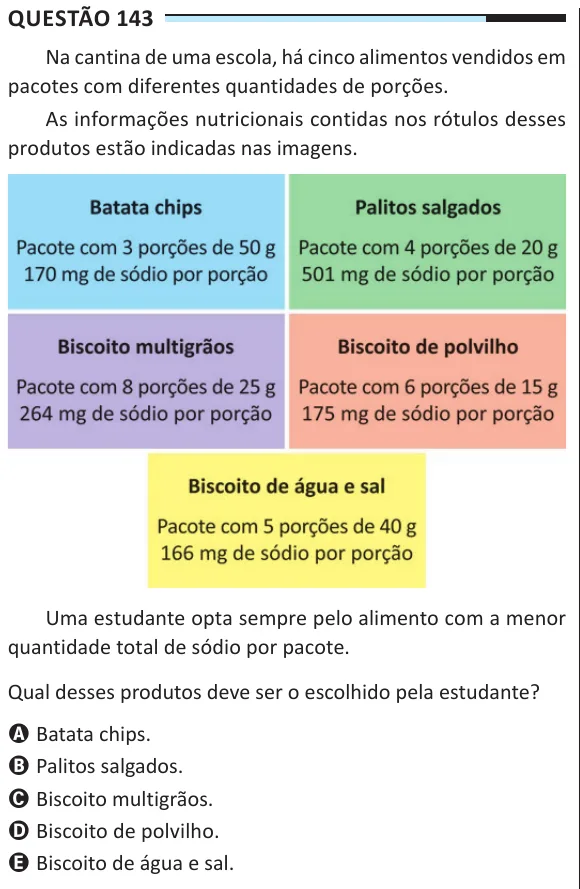 QUESTÃO 143
Na cantina de uma escola, há cinco alimentos vendidos em
pacotes com diferentes quantidades de porções.
As informações nutricionais contidas nos rótulos desses
produtos estão indicadas nas imagens.
Batata chips
Pacote com 3 porções de 50 g
170 mg de sódio por porção
Palitos salgados
Pacote com 4 porções de 20 g
501 mg de sódio por porção
Biscoito multigrãos
Pacote com 8 porções de 25 g
264 mg de sódio por porção
Biscoito de polvilho
Pacote com 6 porções de 15 g
175 mg de sódio por porção
Biscoito de água e sal
Pacote com 5 porções de 40 g
166 mg de sódio por porção
Uma estudante opta sempre pelo alimento com a menor
quantidade total de sódio por pacote.
Qual desses produtos deve ser o escolhido pela estudante?
A Batata chips.
B Palitos salgados.
C Biscoito multigrãos.
D Biscoito de polvilho.
E Biscoito de água e sal.